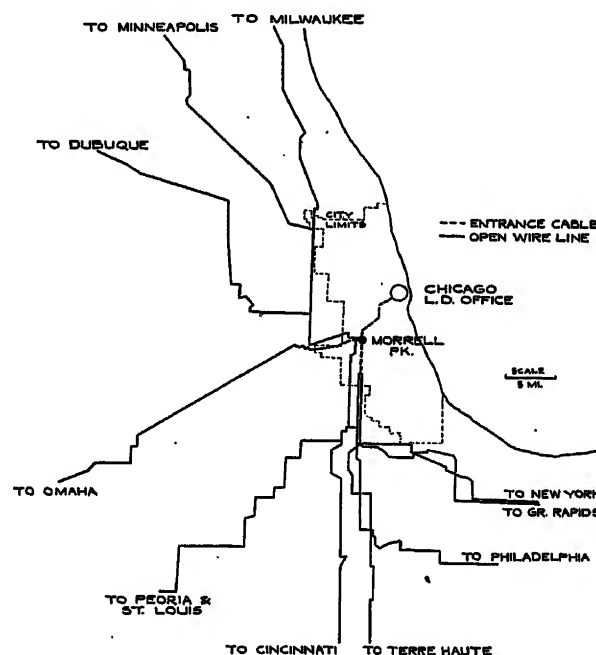 TO MINNEAPOLIS
TO MILWAUKEE
TO DUBUQUE
CITY
LIMITS
ENTRANCE CABLE
OPEN WIRE LINE
CHICAGO
L.D. OFFICE
MORRELL
PK.
SCALE
5 MI.
TO OMAHA
TO NEW YORK
TO GR. RAPIDS
TO PHILADELPHIA
TO PEORIA &
ST. LOUIS
TO CINCINNATI
TO TERRE HAUTE